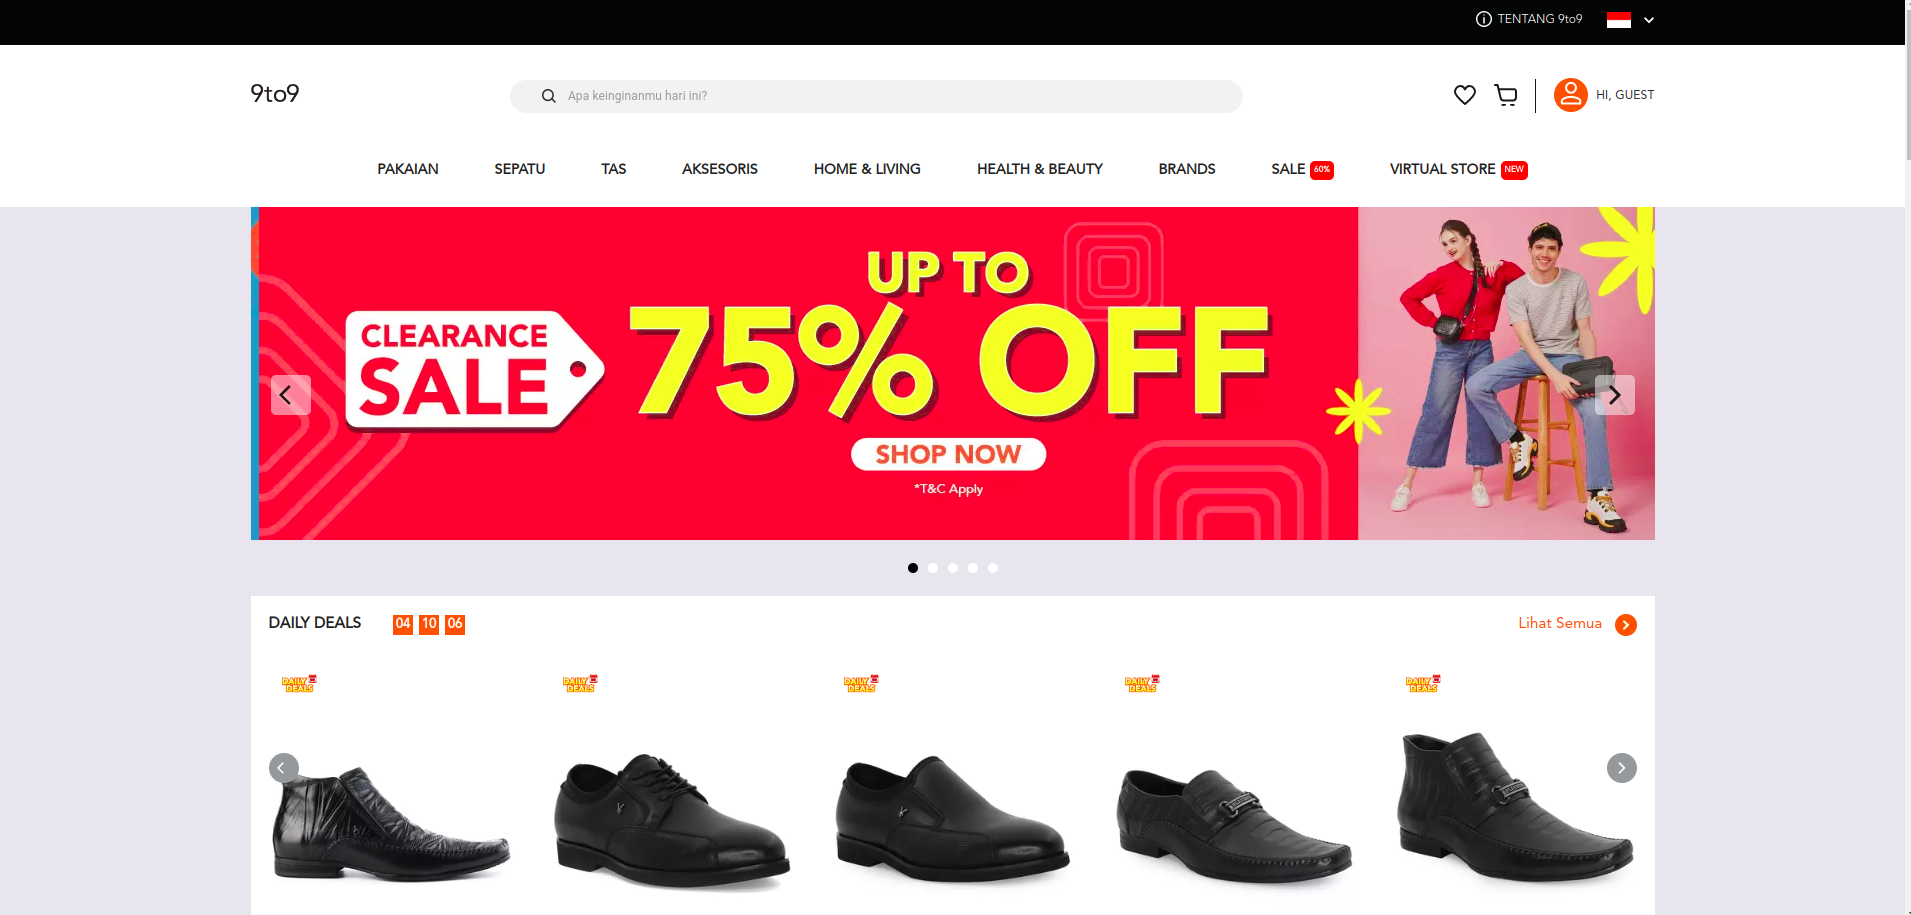 TENTANG 9to9
9to9
Apa keinginanmu hari ini?
HI, GUEST
PAKAIAN SEPATU TAS AKSESORIS HOME & LIVING HEALTH & BEAUTY BRANDS SALE 60% VIRTUAL STORE NEW
CLEARANCE
SALE
UP TO
75% OFF
SHOP NOW
*T&C Apply
DAILY DEALS 04 10 06 Lihat Semua
DAILY
DEALS
DAILY
DEALS
DAILY
DEALS
DAILY
DEALS
DAILY
DEALS